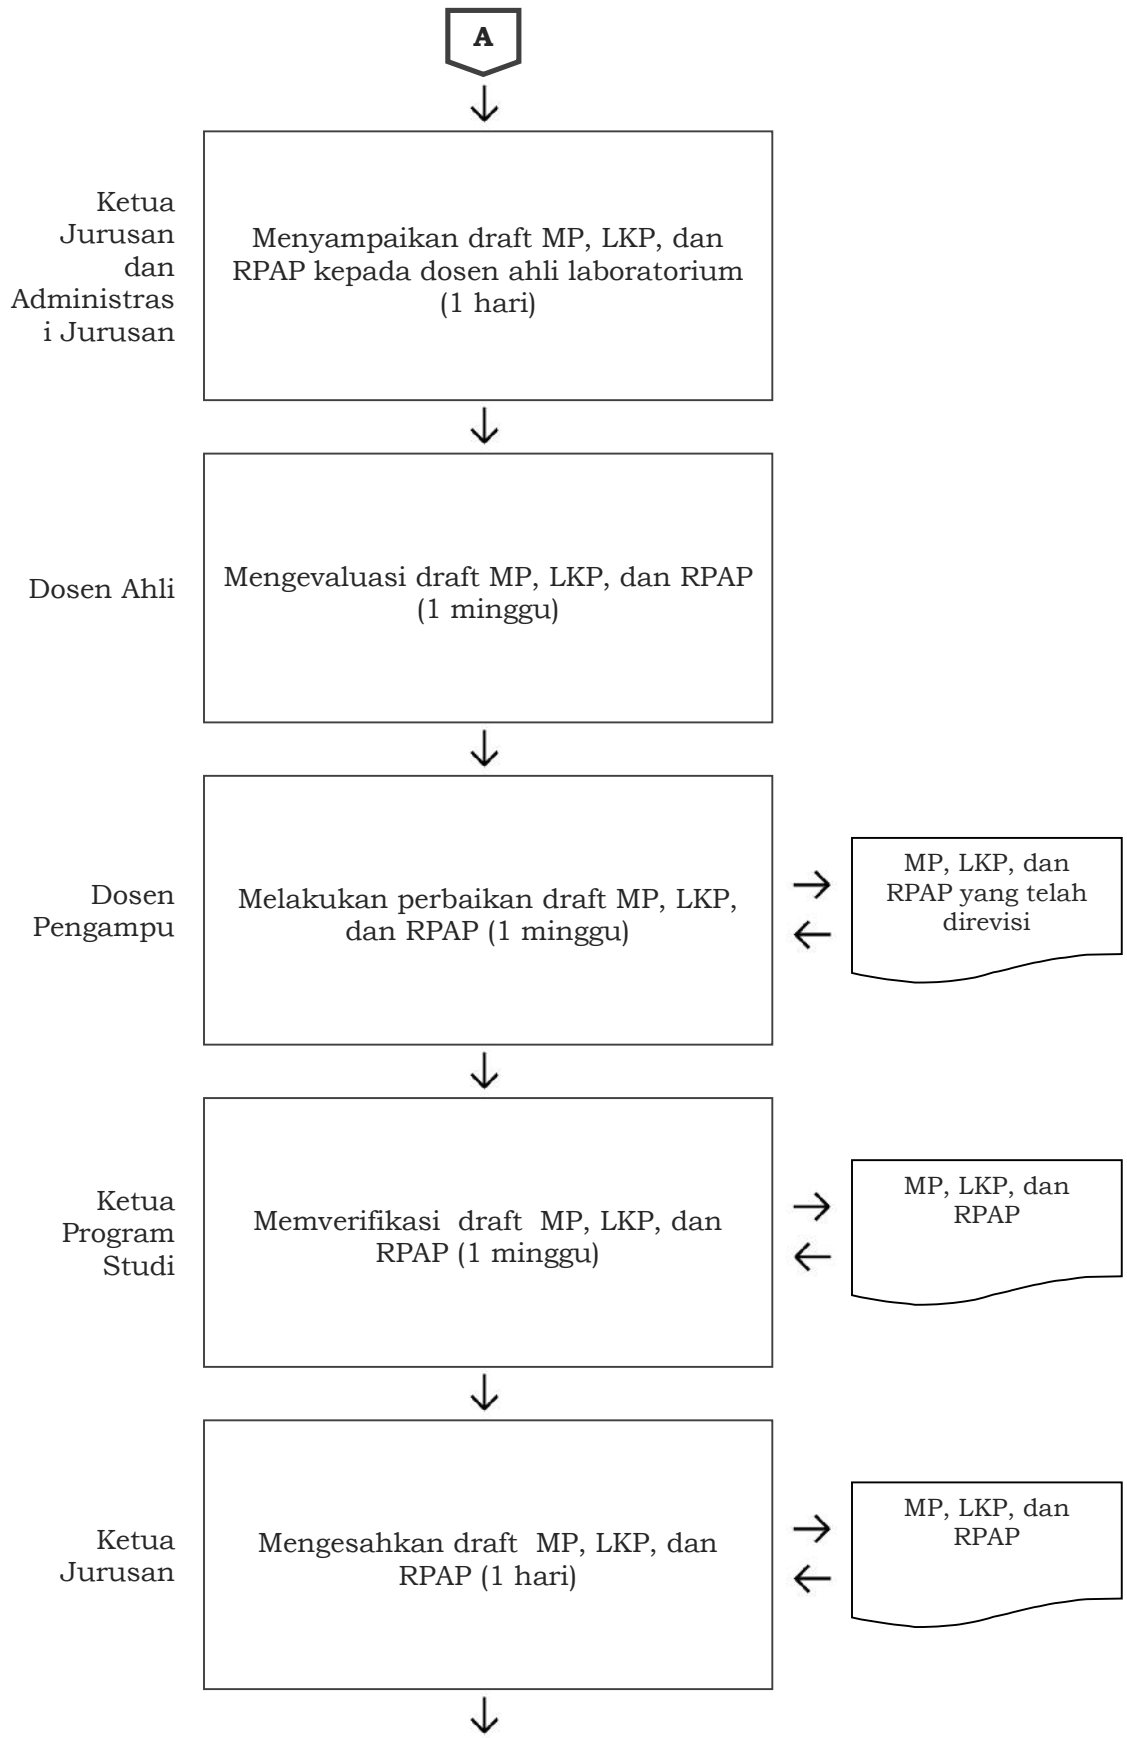 A
Ketua
Jurusan
dan
Administras
i Jurusan
Menyampaikan draft MP, LKP, dan
RPAP kepada dosen ahli laboratorium
(1 hari)
Dosen Ahli
Mengevaluasi draft MP, LKP, dan RPAP
(1 minggu)
Dosen
Pengampu
Melakukan perbaikan draft MP, LKP,
dan RPAP (1 minggu)
MP, LKP, dan
RPAP yang telah
direvisi
Ketua
Program
Studi
Memverifikasi  draft  MP, LKP, dan
RPAP (1 minggu)
MP, LKP, dan
RPAP
Ketua
Jurusan
Mengesahkan draft  MP, LKP, dan
RPAP (1 hari)
MP, LKP, dan
RPAP